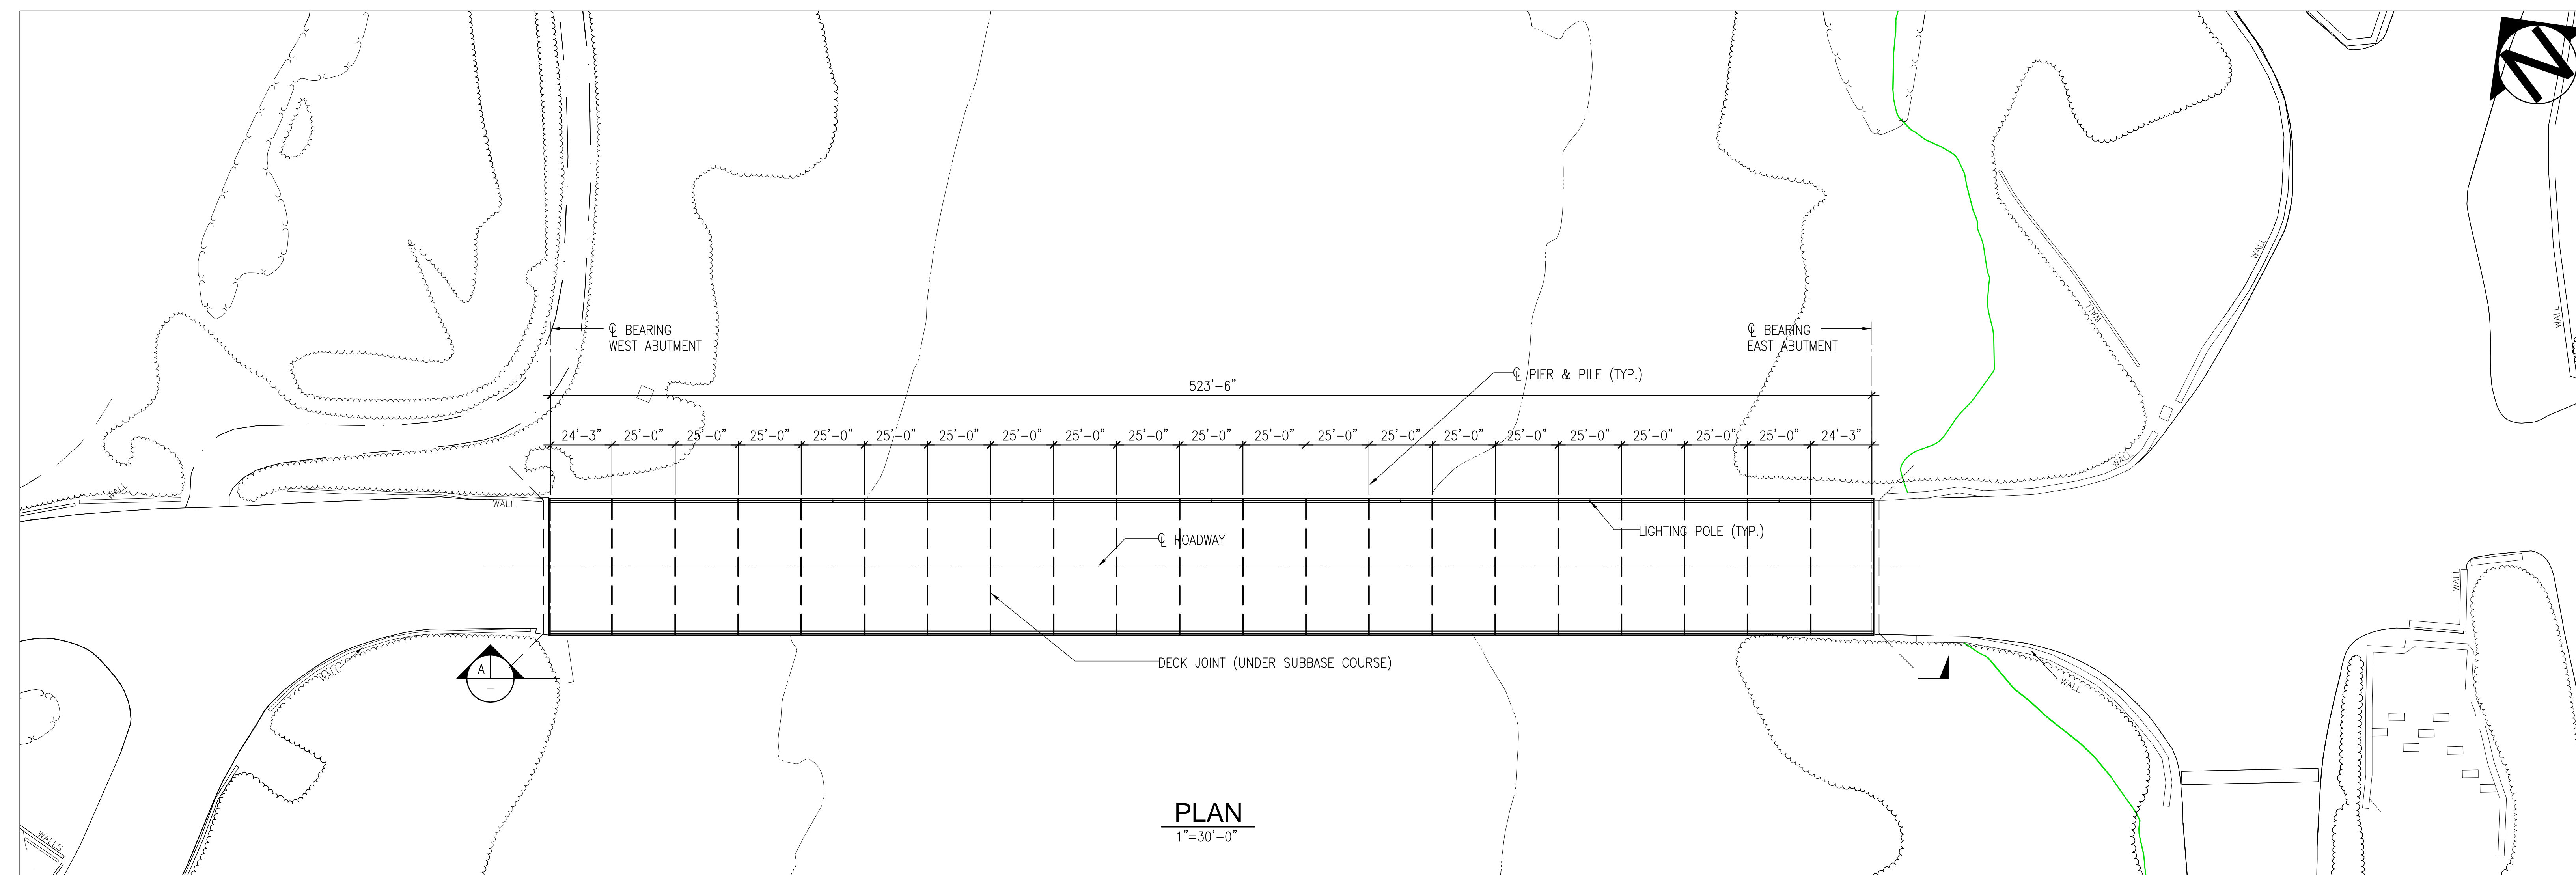 N
WALL
WALL
WALL
℄ BEARING
WEST ABUTMENT
℄ BEARING
EAST ABUTMENT
℄ PIER & PILE (TYP.)
523'-6"
24'-3" 25'-0" 25'-0" 25'-0" 25'-0" 25'-0" 25'-0" 25'-0" 25'-0" 25'-0" 25'-0" 25'-0" 25'-0" 25'-0" 25'-0" 25'-0" 25'-0" 25'-0" 25'-0" 25'-0" 24'-3"
WALL
WALL
WALL
LIGHTING POLE (TYP.)
℄ ROADWAY
WALL
DECK JOINT (UNDER SUBBASE COURSE)
A
–
WALL
WALL
PLAN
1"=30'-0"
WALLS